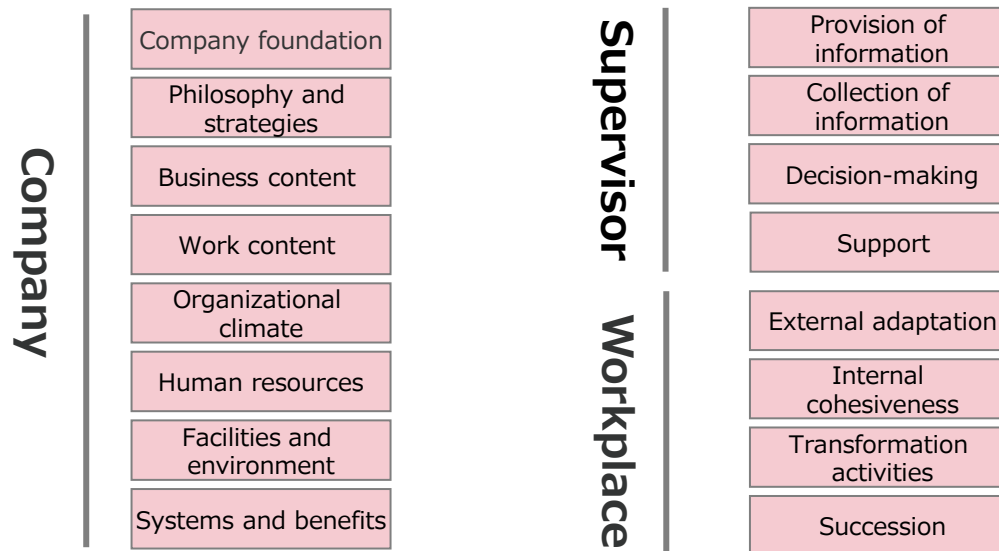 Company
Company foundation
Philosophy and
strategies
Business content
Work content
Organizational
climate
Human resources
Facilities and
environment
Systems and benefits
Supervisor
Provision of
information
Collection of
information
Decision-making
Support
Workplace
External adaptation
Internal
cohesiveness
Transformation
activities
Succession